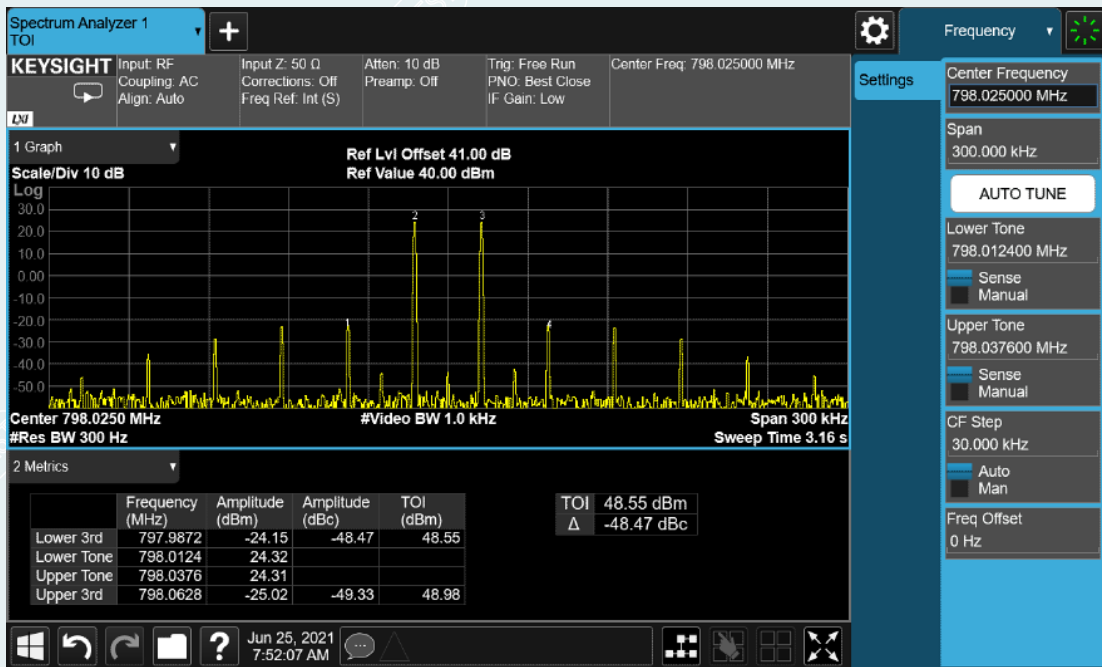 Spectrum Analyzer 1
TOI
+
Frequency
KEYSIGHT
Input: RF
Coupling: AC
Align: Auto
Input Z: 50 Ω
Corrections: Off
Freq Ref: Int (S)
Atten: 10 dB
Preamp: Off
Trig: Free Run
PNO: Best Close
IF Gain: Low
Center Freq: 798.025000 MHz
LXI
Settings
Center Frequency
798.025000 MHz
Span
300.000 kHz
AUTO TUNE
Lower Tone
798.012400 MHz
Sense
Manual
Upper Tone
798.037600 MHz
Sense
Manual
CF Step
30.000 kHz
Auto
Man
Freq Offset
0 Hz
1 Graph
Scale/Div 10 dB
Ref Lvl Offset 41.00 dB
Ref Value 40.00 dBm
Log
30.0
20.0
10.0
0.00
-10.0
-20.0
-30.0
-40.0
-50.0
1
2
3
4
Center 798.0250 MHz
#Video BW 1.0 kHz
Span 300 kHz
#Res BW 300 Hz
Sweep Time 3.16 s
2 Metrics
Frequency (MHz) Amplitude (dBm) Amplitude (dBc) TOI (dBm)
Lower 3rd 797.9872 -24.15 -48.47 48.55
Lower Tone 798.0124 24.32
Upper Tone 798.0376 24.31
Upper 3rd 798.0628 -25.02 -49.33 48.98
TOI 48.55 dBm
Δ -48.47 dBc
?
Jun 25, 2021
7:52:07 AM